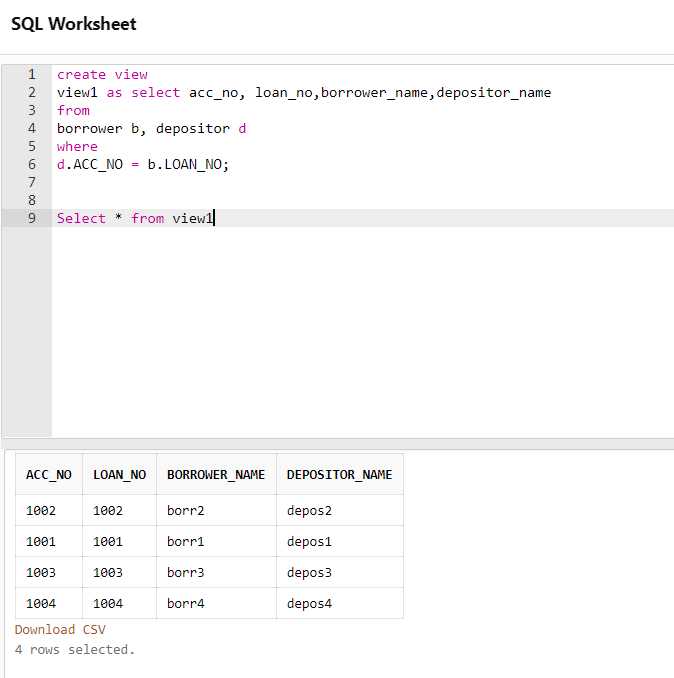 SQL Worksheet
1 create view
2 view1 as select acc_no, loan_no,borrower_name,depositor_name
3 from
4 borrower b, depositor d
5 where
6 d.ACC_NO = b.LOAN_NO;
7
8
9 Select * from view1
ACC_NO LOAN_NO BORROWER_NAME DEPOSITOR_NAME
1002 1002 borr2 depos2
1001 1001 borr1 depos1
1003 1003 borr3 depos3
1004 1004 borr4 depos4
Download CSV
4 rows selected.